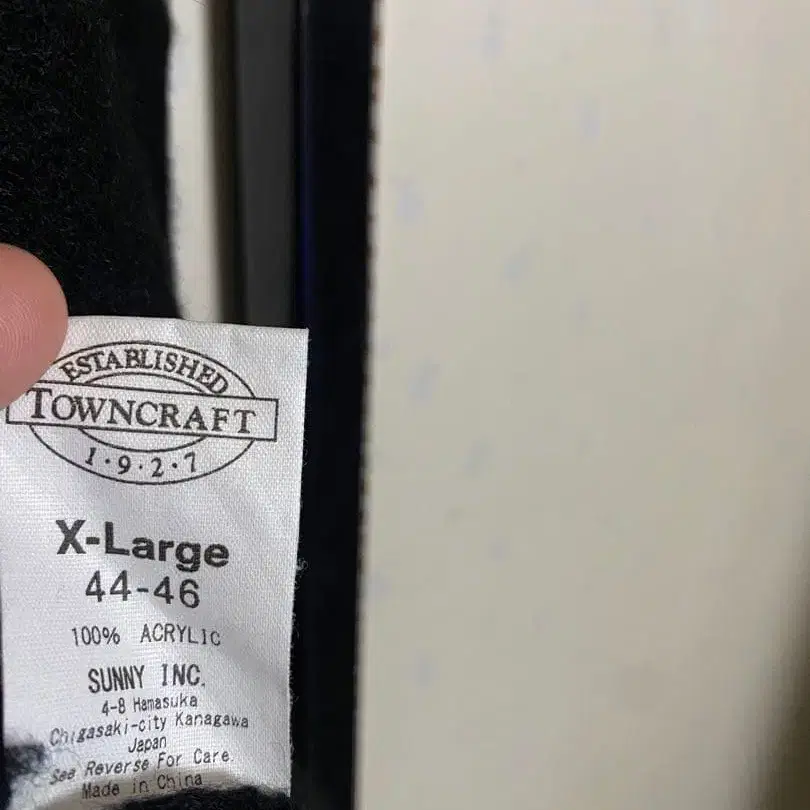 ESTABLISHED
TOWNCRAFT
1·9·2·7
X-Large
44-46
100% ACRYLIC
SUNNY INC.
4-8 Hamasuka
Chigasaki-city Kanagawa
Japan
See Reverse For Care.
Made in China